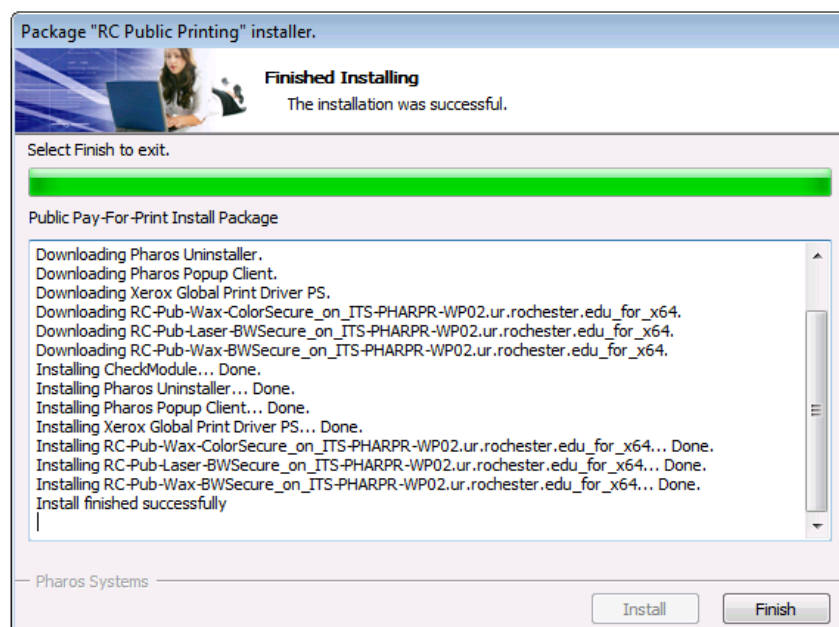 Package "RC Public Printing" installer.
Finished Installing
The installation was successful.
Select Finish to exit.
Public Pay-For-Print Install Package
Downloading Pharos Uninstaller.
Downloading Pharos Popup Client.
Downloading Xerox Global Print Driver PS.
Downloading RC-Pub-Wax-ColorSecure_on_ITS-PHARPR-WP02.ur.rochester.edu_for_x64.
Downloading RC-Pub-Laser-BWSecure_on_ITS-PHARPR-WP02.ur.rochester.edu_for_x64.
Downloading RC-Pub-Wax-BWSecure_on_ITS-PHARPR-WP02.ur.rochester.edu_for_x64.
Installing CheckModule... Done.
Installing Pharos Uninstaller... Done.
Installing Pharos Popup Client... Done.
Installing Xerox Global Print Driver PS... Done.
Installing RC-Pub-Wax-ColorSecure_on_ITS-PHARPR-WP02.ur.rochester.edu_for_x64... Done.
Installing RC-Pub-Laser-BWSecure_on_ITS-PHARPR-WP02.ur.rochester.edu_for_x64... Done.
Installing RC-Pub-Wax-BWSecure_on_ITS-PHARPR-WP02.ur.rochester.edu_for_x64... Done.
Install finished successfully
Pharos Systems
Install Finish